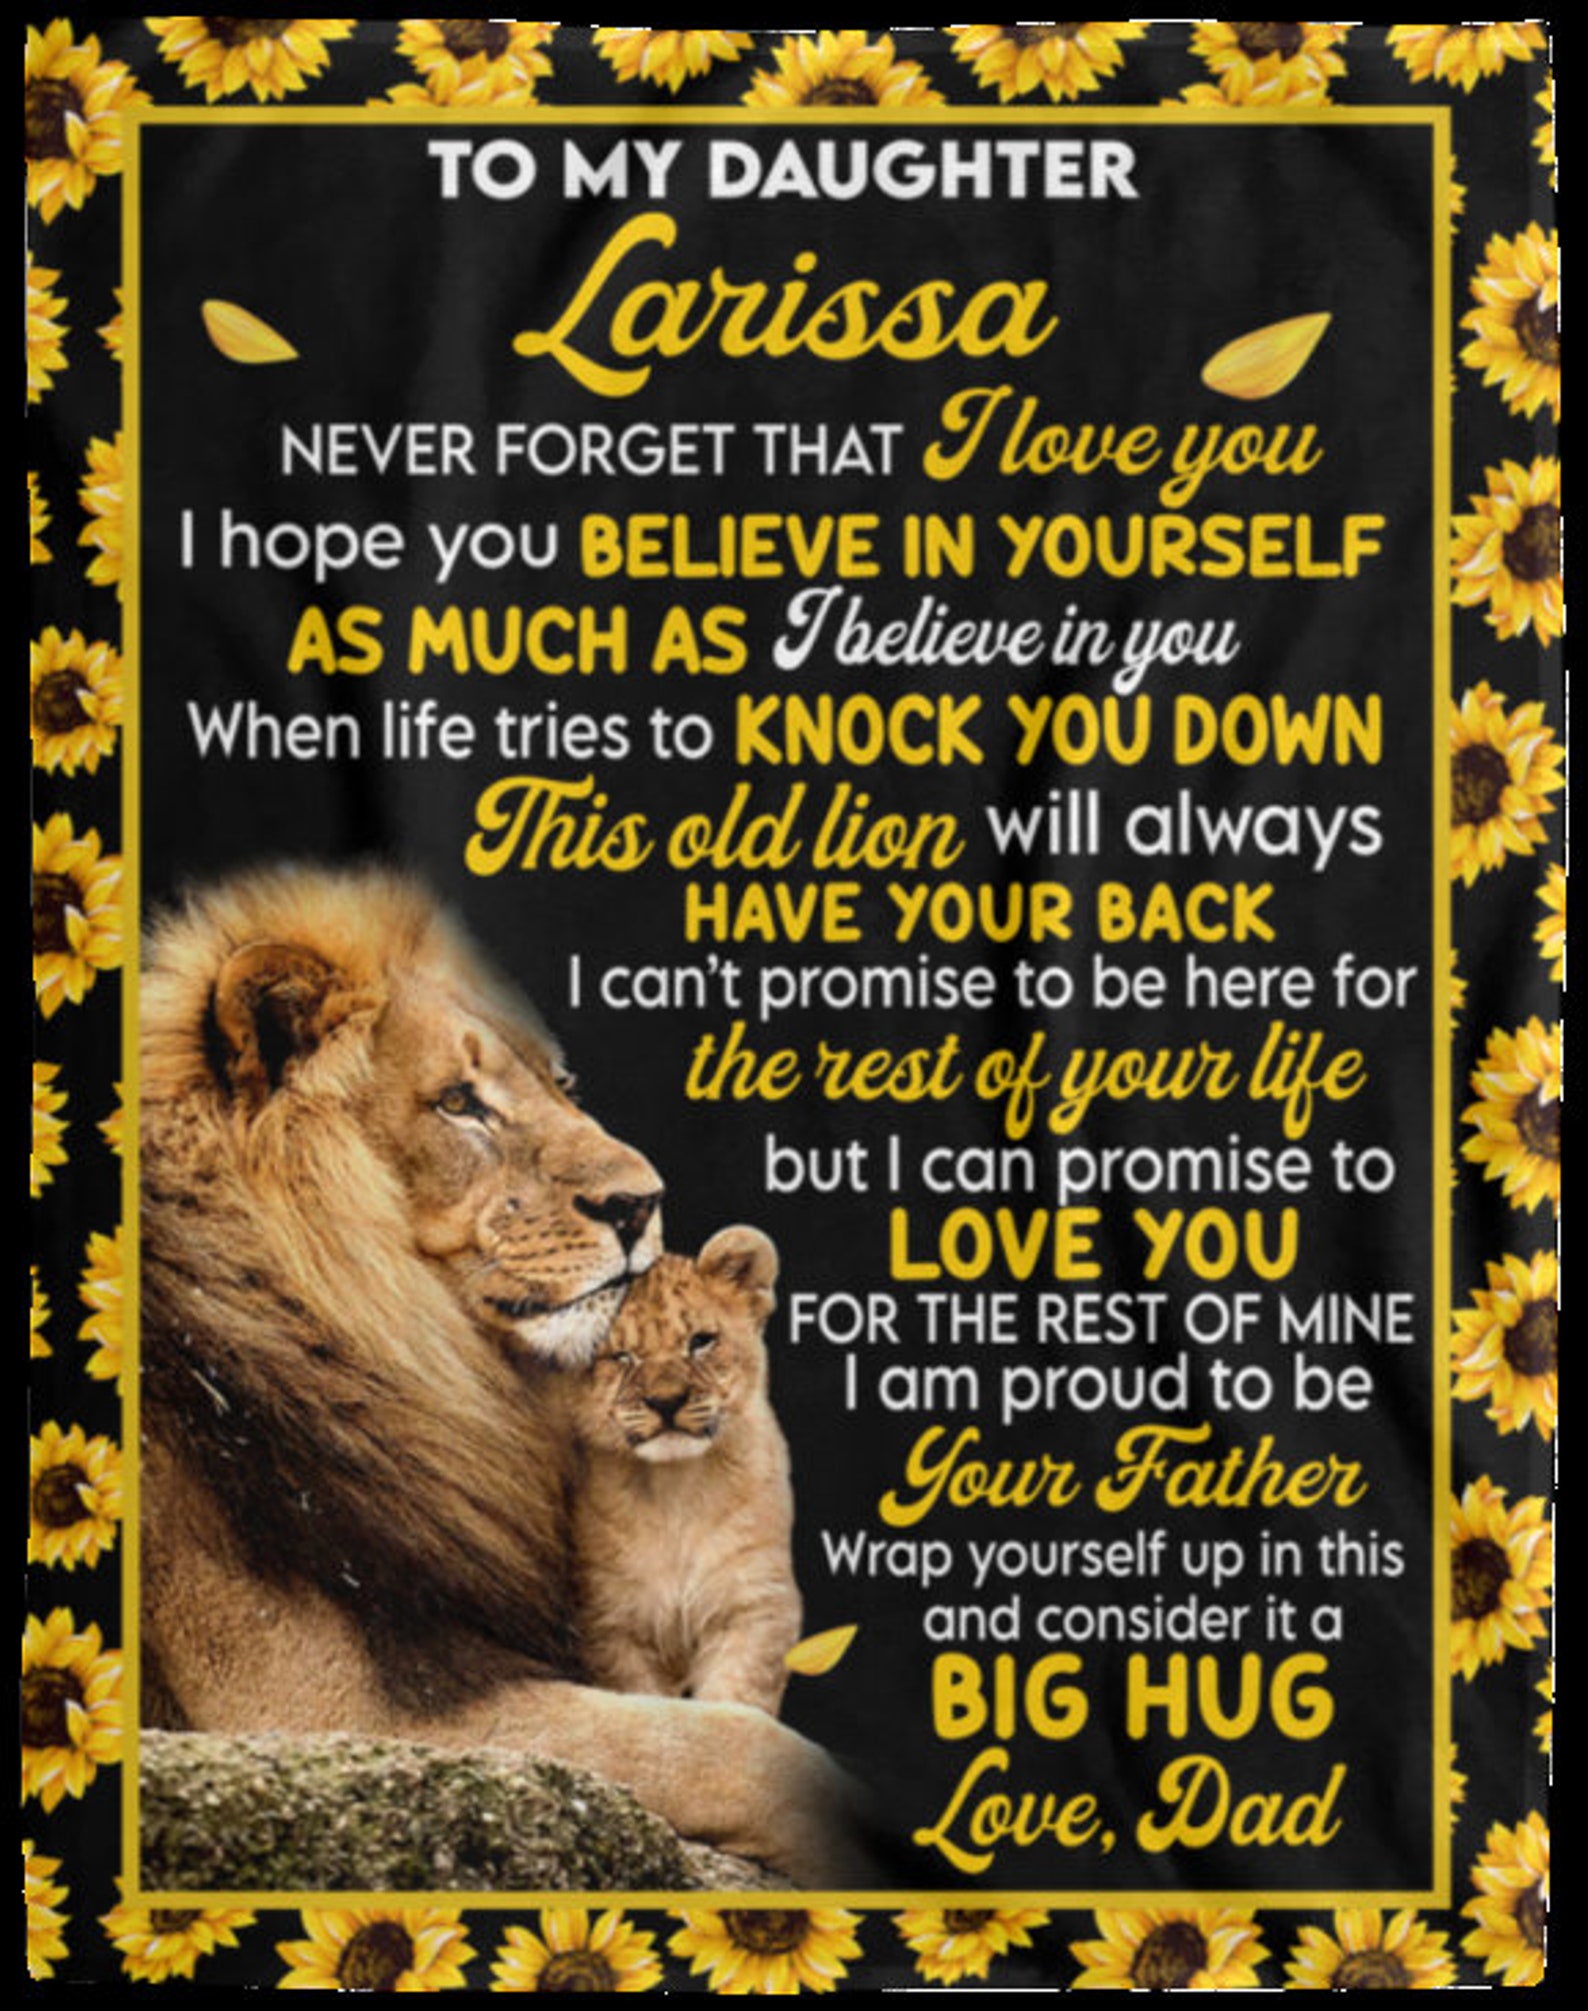 TO MY DAUGHTER
Larissa
NEVER FORGET THAT I love you
I hope you BELIEVE IN YOURSELF
AS MUCH AS I believe in you
When life tries to KNOCK YOU DOWN
This old lion will always
HAVE YOUR BACK
I can't promise to be here for
the rest of your life
but I can promise to
LOVE YOU
FOR THE REST OF MINE
I am proud to be
Your Father
Wrap yourself up in this
and consider it a
BIG HUG
Love, Dad